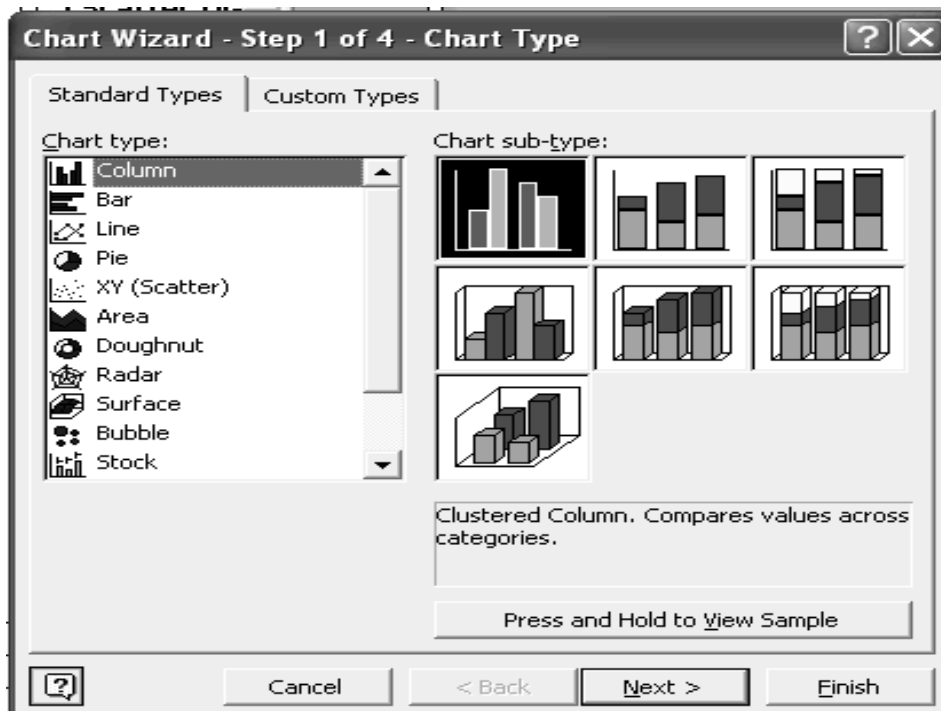 Chart Wizard - Step 1 of 4 - Chart Type
?
Standard Types
Custom Types
Chart type:
Column
Bar
Line
Pie
XY (Scatter)
Area
Doughnut
Radar
Surface
Bubble
Stock
Chart sub-type:
Clustered Column. Compares values across
categories.
Press and Hold to View Sample
?
Cancel
< Back
Next >
Finish